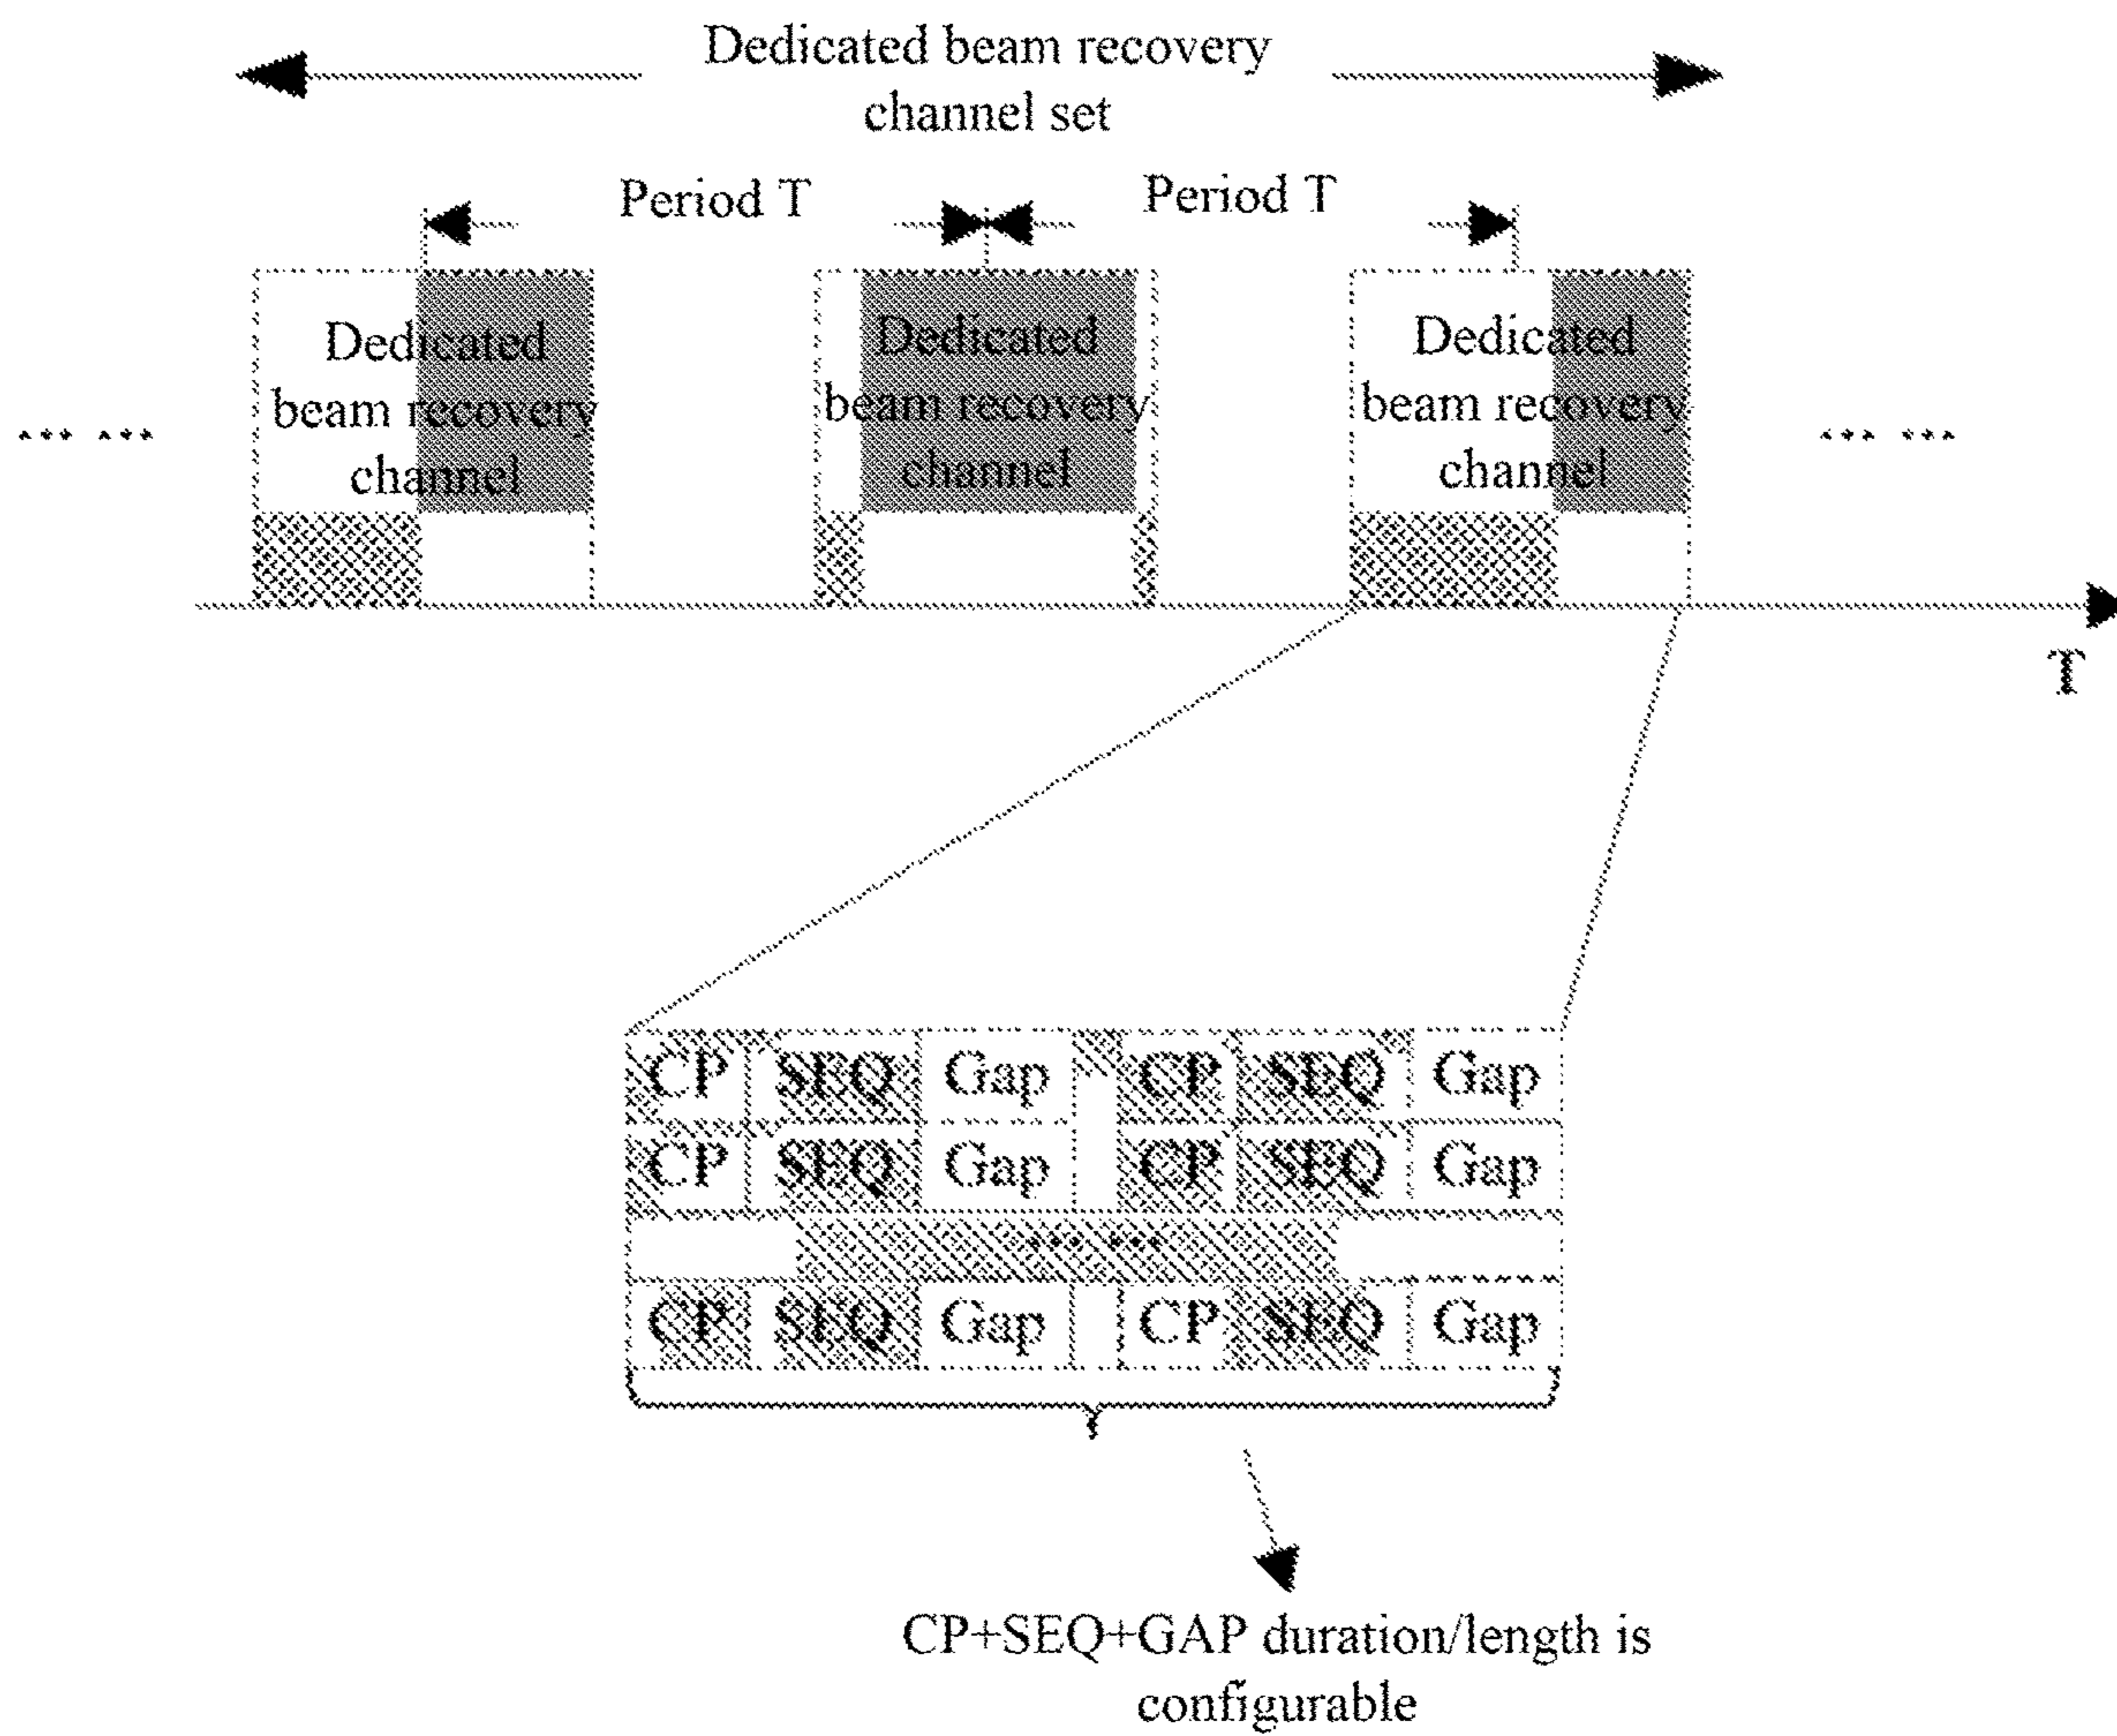 Dedicated beam recovery
channel set
Period T
Period T
Dedicated
beam recovery
channel
Dedicated
beam recovery
channel
Dedicated
beam recovery
channel
... ...
... ...
T
CP SEQ Gap CP SEQ Gap
CP SEQ Gap CP SEQ Gap
... ...
CP SEQ Gap CP SEQ Gap
CP+SEQ+GAP duration/length is
configurable